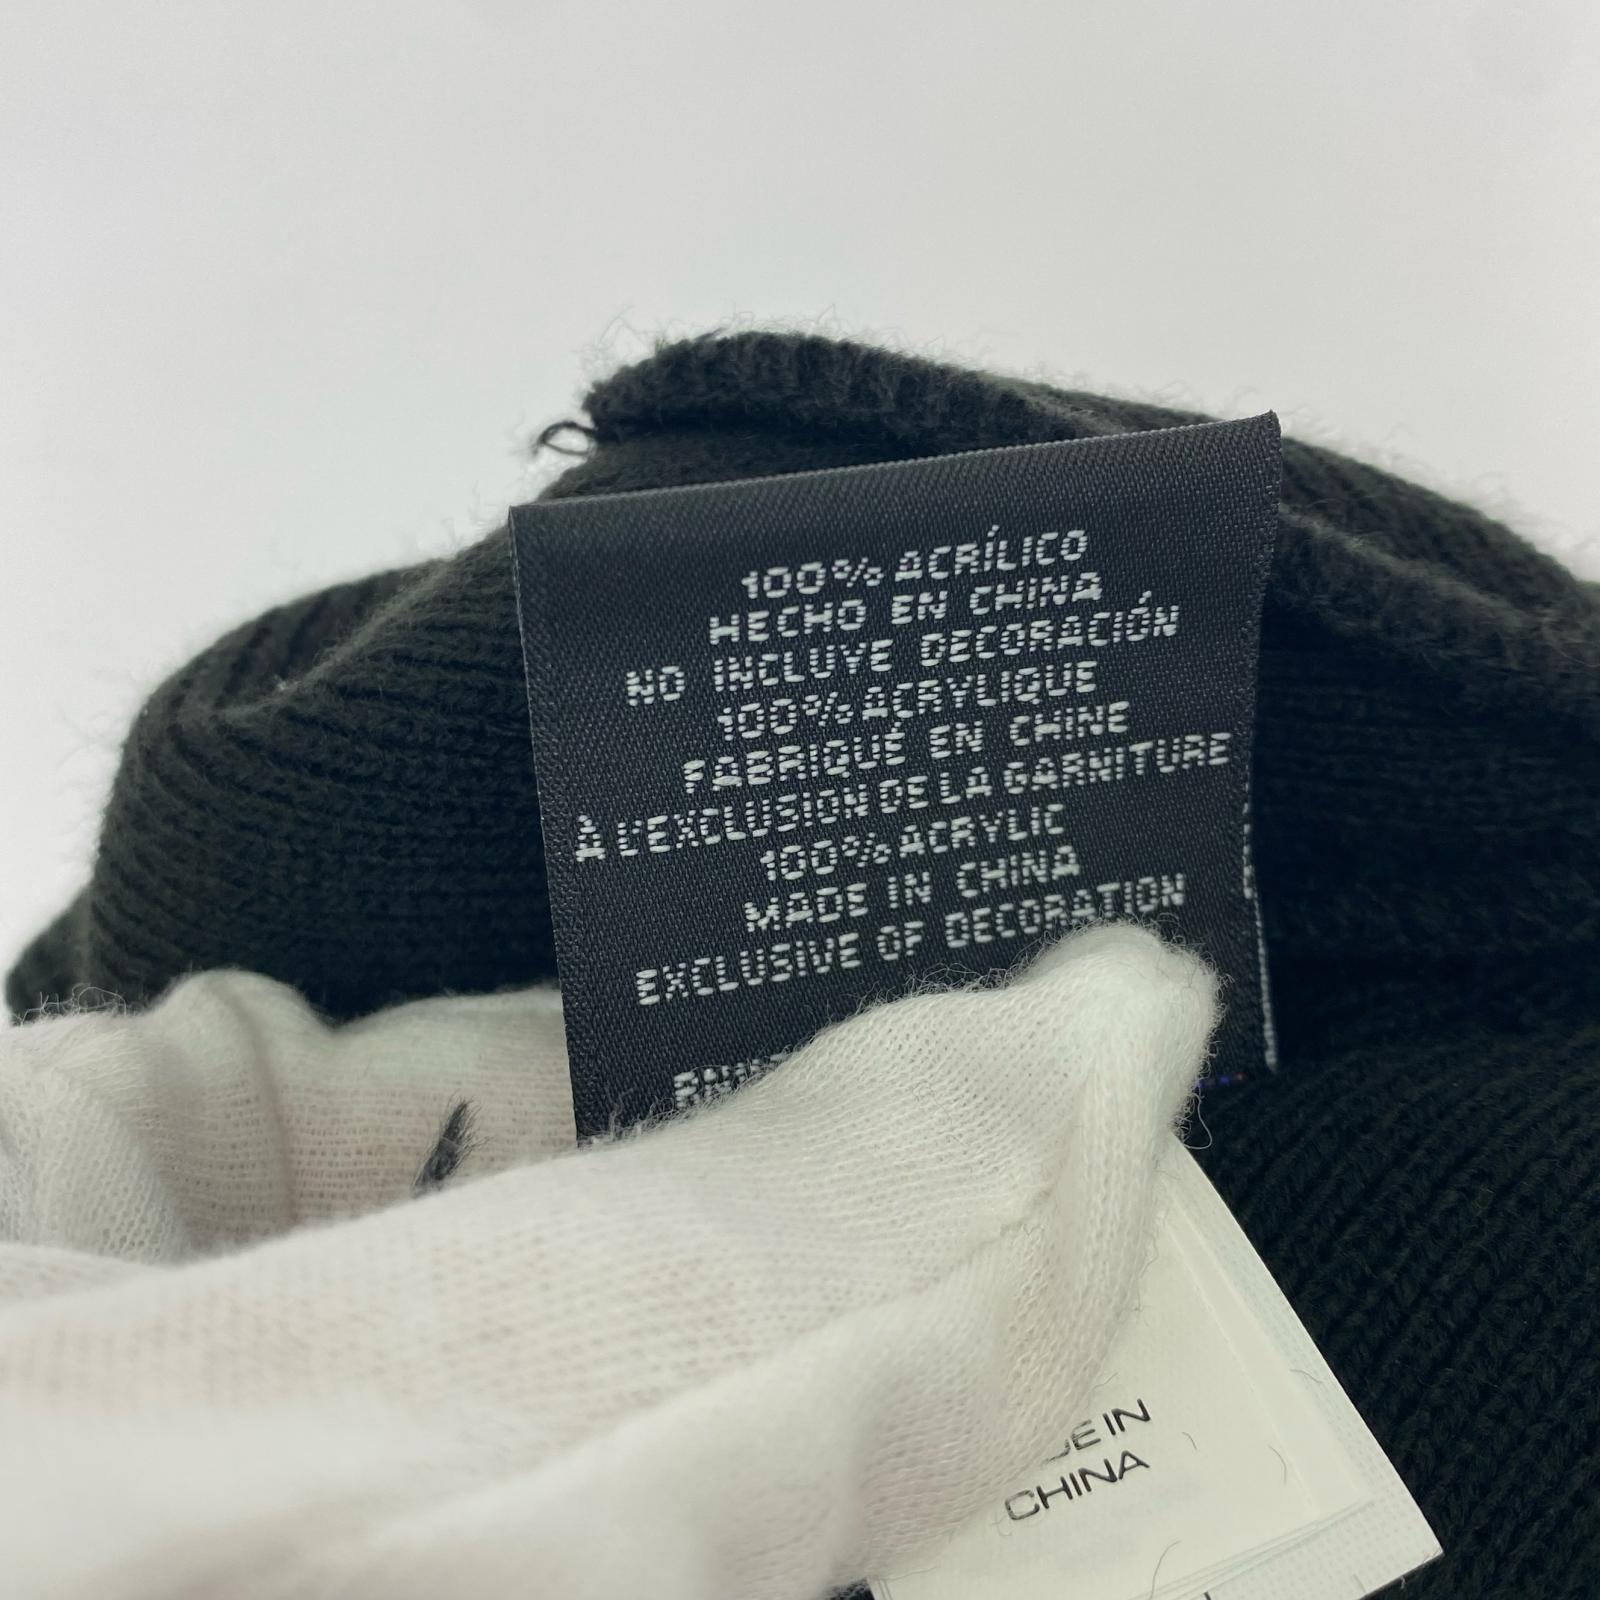 100% ACRÍLICO
HECHO EN CHINA
NO INCLUYE DECORACIÓN
100% ACRYLIQUE
FABRIQUÉ EN CHINE
À L'EXCLUSION DE LA GARNITURE
100% ACRYLIC
MADE IN CHINA
EXCLUSIVE OF DECORATION
IN
CHINA